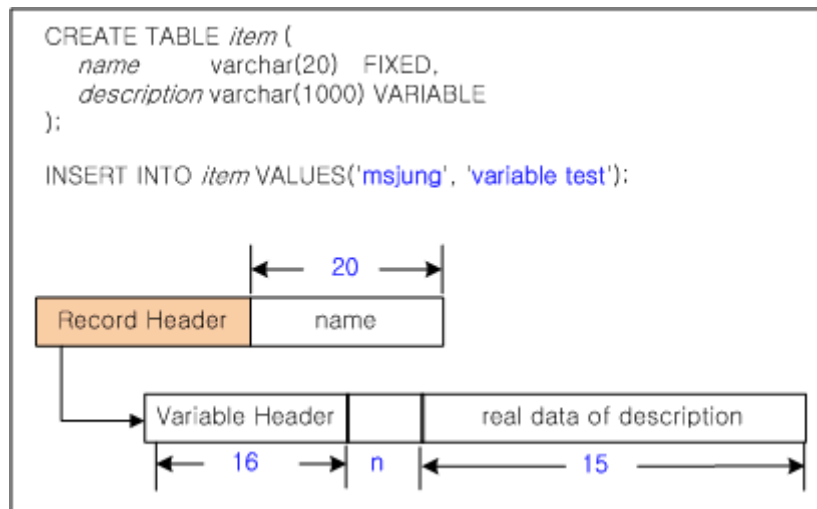 CREATE TABLE item (
name varchar(20) FIXED,
description varchar(1000) VARIABLE
);
INSERT INTO item VALUES('msjung', 'variable test');
20
Record Header name
Variable Header real data of description
16 n 15